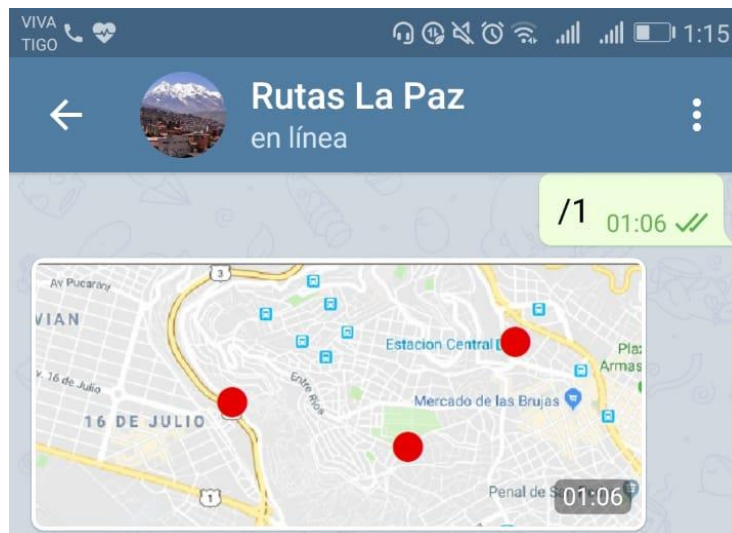 VIVA
TIGO
1:15
Rutas La Paz
en línea
/1 01:06
3
Av Pucarany
VIAN
Estacion Central
Plaz
Armas
16 de Julio
Entre Rios
Mercado de las Brujas
16 DE JULIO
1
Penal de
01:06